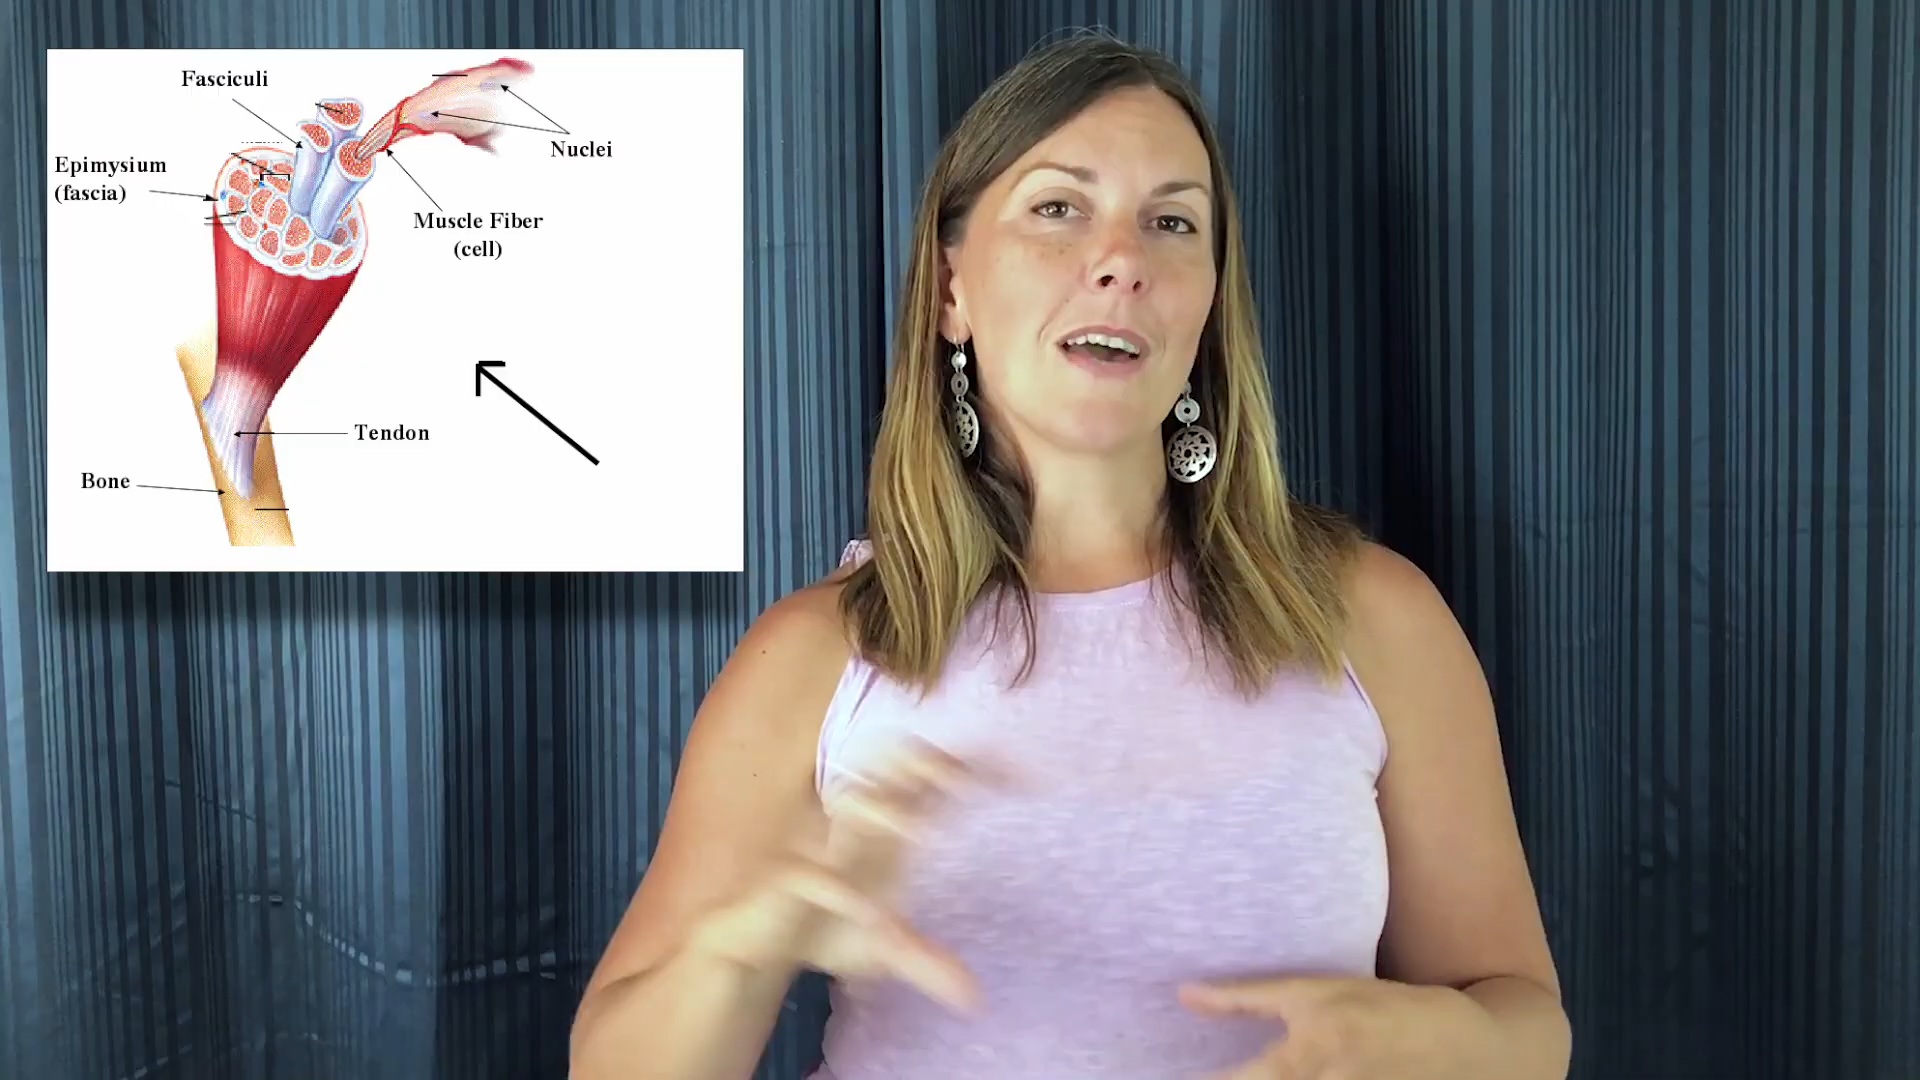 Fasciculi
Nuclei
Epimysium
(fascia)
Muscle Fiber
(cell)
Tendon
Bone